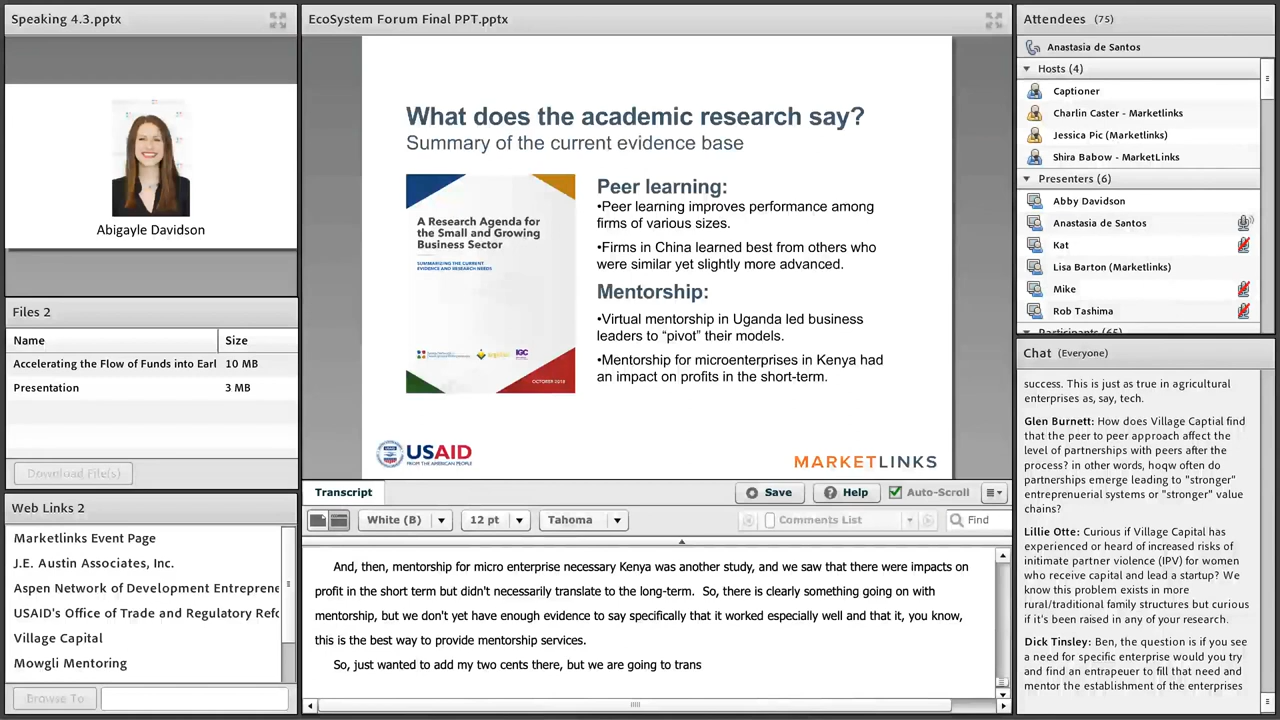 Speaking 4.3.pptx
Abigayle Davidson
Files 2
Name Size
Accelerating the Flow of Funds into Earl 10 MB
Presentation 3 MB
Download File(s)
Web Links 2
Marketlinks Event Page
J.E. Austin Associates, Inc.
Aspen Network of Development Entreprene
USAID's Office of Trade and Regulatory Refo
Village Capital
Mowgli Mentoring
Browse To
EcoSystem Forum Final PPT.pptx
What does the academic research say?
Summary of the current evidence base
A Research Agenda for
the Small and Growing
Business Sector
SUMMARIZING THE CURRENT
EVIDENCE AND RESEARCH NEEDS
IGC
OCTOBER 2018
Peer learning:
•Peer learning improves performance among
firms of various sizes.
•Firms in China learned best from others who
were similar yet slightly more advanced.
Mentorship:
•Virtual mentorship in Uganda led business
leaders to “pivot” their models.
•Mentorship for microenterprises in Kenya had
an impact on profits in the short-term.
USAID
FROM THE AMERICAN PEOPLE
MARKETLINKS
Transcript Save Help Auto-Scroll
White (B) 12 pt Tahoma Comments List Find
And, then, mentorship for micro enterprise necessary Kenya was another study, and we saw that there were impacts on
profit in the short term but didn't necessarily translate to the long-term. So, there is clearly something going on with
mentorship, but we don't yet have enough evidence to say specifically that it worked especially well and that it, you know,
this is the best way to provide mentorship services.
So, just wanted to add my two cents there, but we are going to trans
Attendees (75)
Anastasia de Santos
Hosts (4)
Captioner
Charlin Caster - Marketlinks
Jessica Pic (Marketlinks)
Shira Babow - MarketLinks
Presenters (6)
Abby Davidson
Anastasia de Santos
Kat
Lisa Barton (Marketlinks)
Mike
Rob Tashima
Participants (65)
Chat (Everyone)
success. This is just as true in agricultural
enterprises as, say, tech.
Glen Burnett: How does Village Captial find
that the peer to peer approach affect the
level of partnerships with peers after the
process? in other words, hoqw often do
partnerships emerge leading to "stronger"
entreprenuerial systems or "stronger" value
chains?
Lillie Otte: Curious if Village Capital has
experienced or heard of increased risks of
initimate partner violence (IPV) for women
who receive capital and lead a startup? We
know this problem exists in more
rural/traditional family structures but curious
if it's been raised in any of your research.
Dick Tinsley: Ben, the question is if you see
a need for specific enterprise would you try
and find an entrapeuer to fill that need and
mentor the establishment of the enterprises